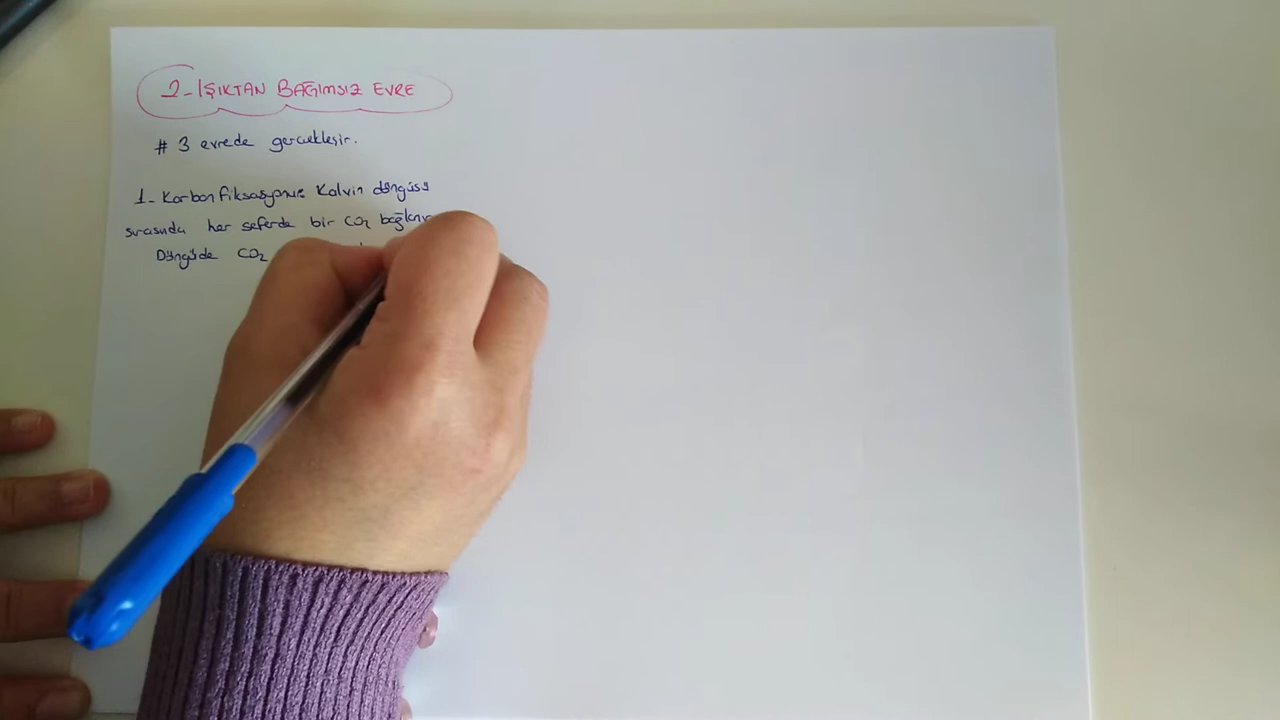 2- IŞIKTAN BAĞIMSIZ EVRE
# 3 evrede gerçekleşir.
1- Karbon fiksasyonu: Kalvin döngüsü
sırasında her seferde bir CO₂
Döngüde CO₂